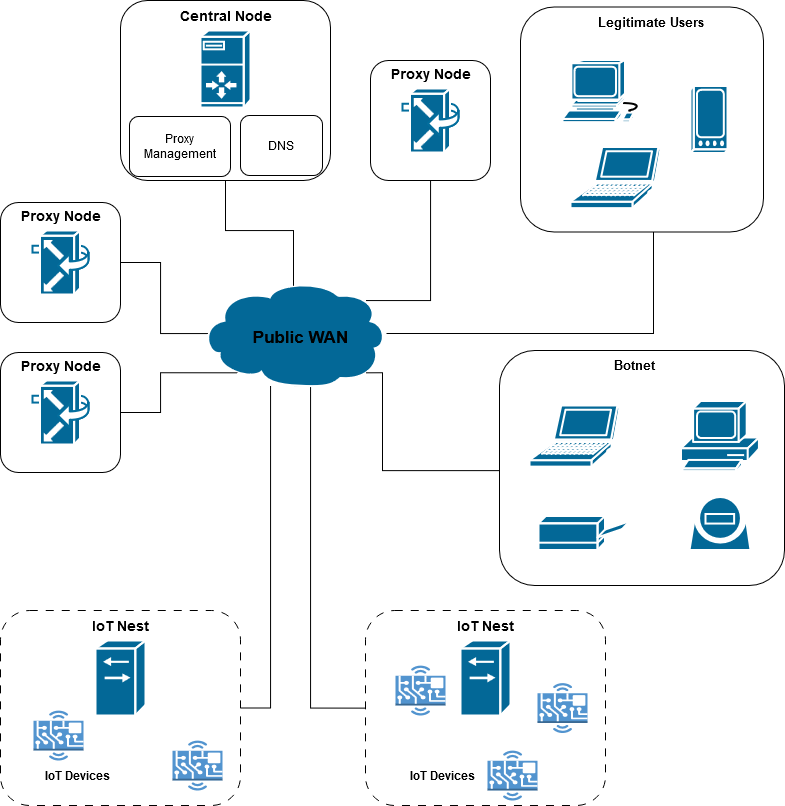 Central Node
Proxy
Management
DNS
Proxy Node
Legitimate Users
Proxy Node
Public WAN
Proxy Node
Botnet
IoT Nest
IoT Devices
IoT Nest
IoT Devices